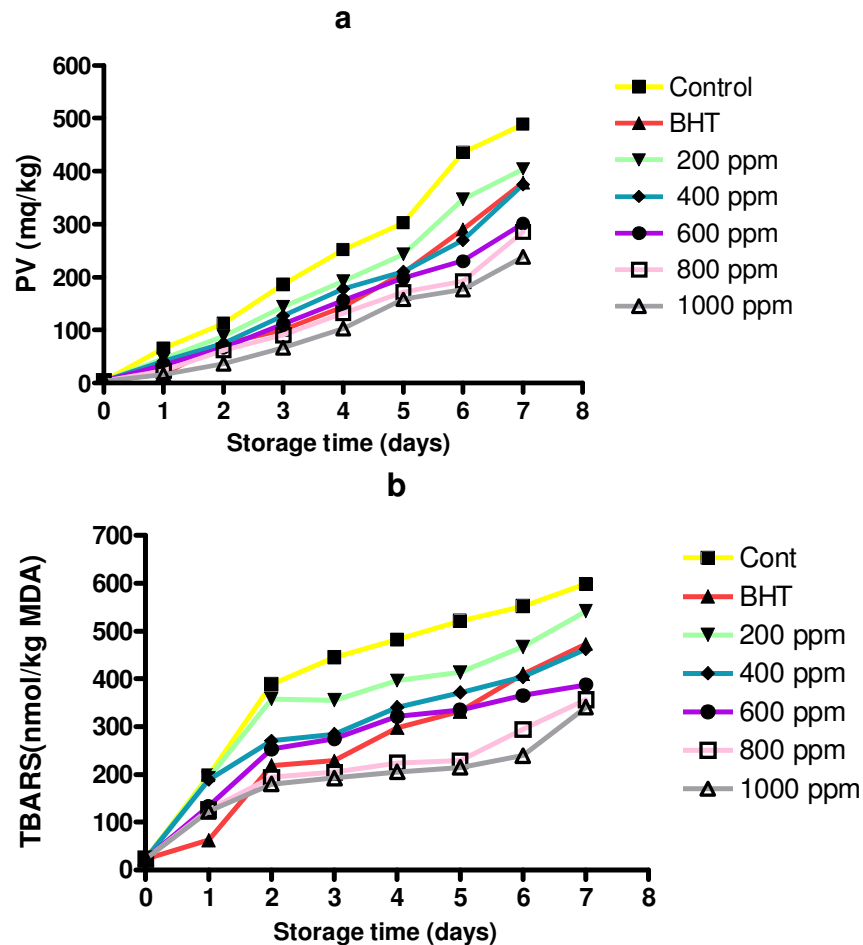 a
600
500
400
300
200
100
0
PV (mq/kg)
0 1 2 3 4 5 6 7 8
Storage time (days)
Control
BHT
200 ppm
400 ppm
600 ppm
800 ppm
1000 ppm
b
700
600
500
400
300
200
100
0
TBARS(nmol/kg MDA)
0 1 2 3 4 5 6 7 8
Storage time (days)
Cont
BHT
200 ppm
400 ppm
600 ppm
800 ppm
1000 ppm